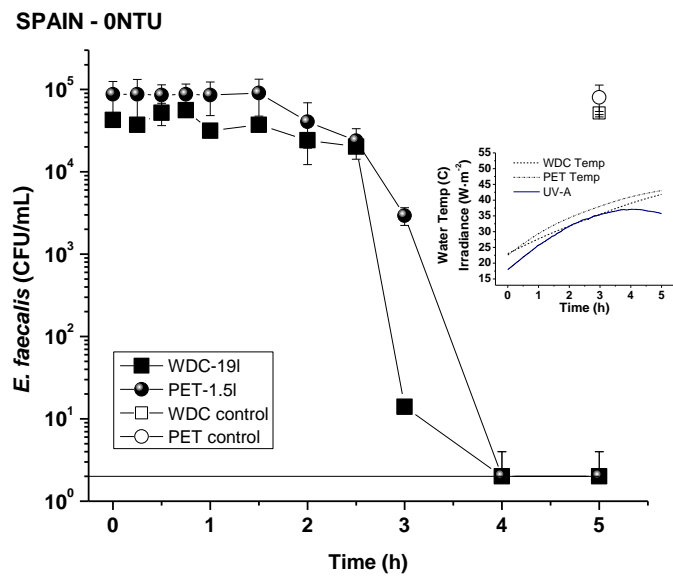 SPAIN - 0NTU
E. faecalis (CFU/mL)
10⁵
10⁴
10³
10²
10¹
10⁰
0 1 2 3 4 5
Time (h)
WDC-19l
PET-1.5l
WDC control
PET control
Water Temp (C)
Irradiance (W·m⁻²)
55
50
45
40
35
30
25
20
15
WDC Temp
PET Temp
UV-A
0 1 2 3 4 5
Time (h)